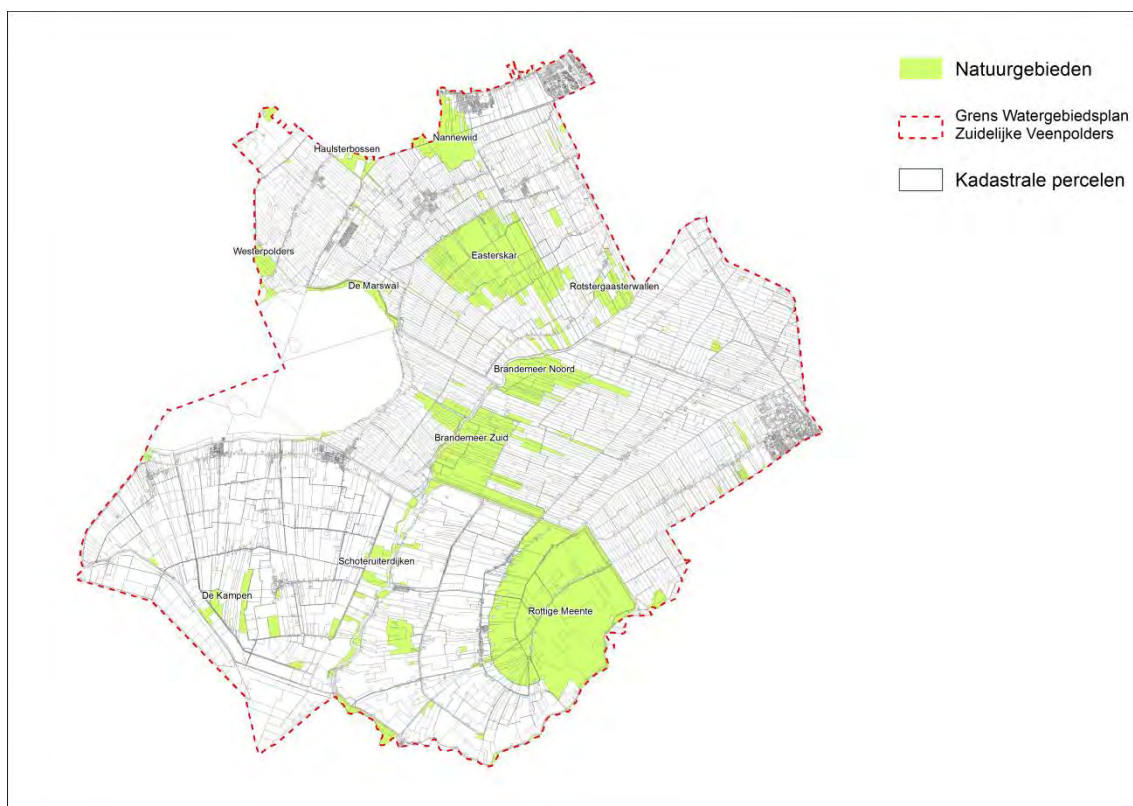 Natuurgebieden
Grens Watergebiedsplan
Zuidelijke Veenpolders
Kadastrale percelen
Nannewiid
Haulsterbossen
Westerpolders
Easterskar
De Marswal
Rotstergaasterwallen
Brandemeer Noord
Brandemeer Zuid
Schoteruiterdijken
De Kampen
Rottige Meente